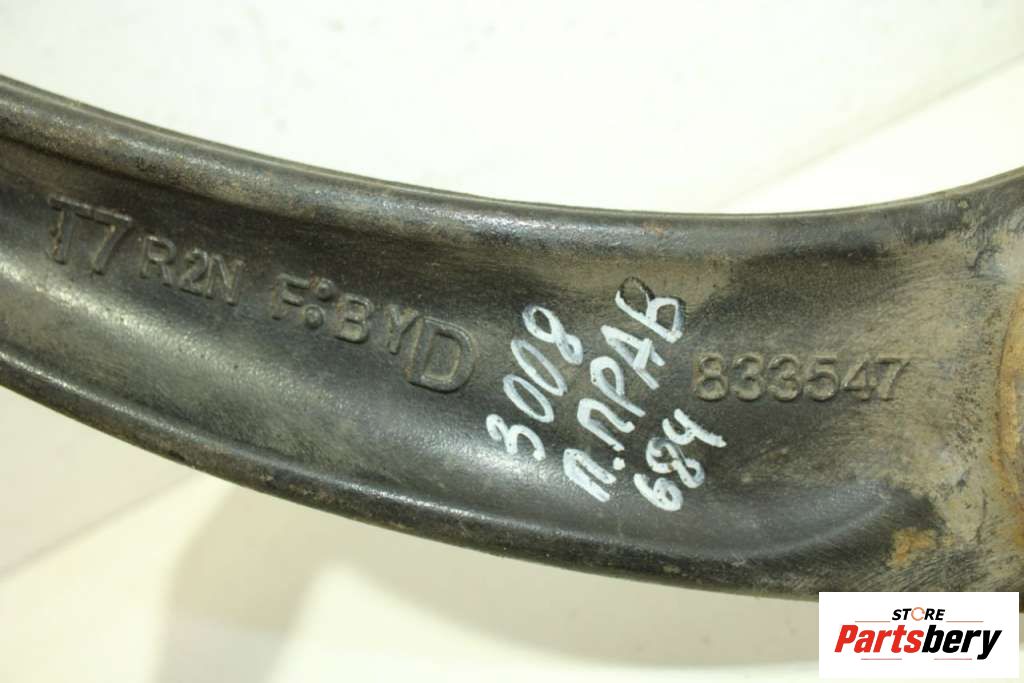 T7 R2N F: BYD
833547
3008
П.ПРАВ
684
STORE
Partsbery